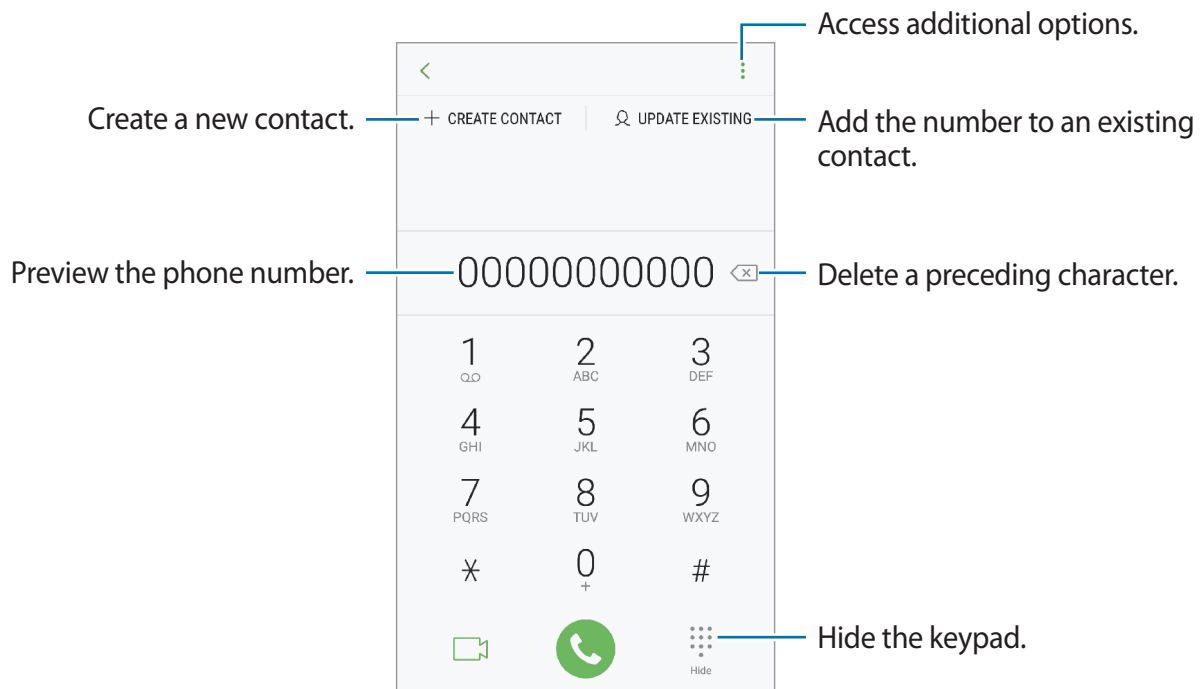 Access additional options.
Create a new contact.
CREATE CONTACT
UPDATE EXISTING
Add the number to an existing
contact.
Preview the phone number.
00000000000
Delete a preceding character.
1 2 3
ABC DEF
4 5 6
GHI JKL MNO
7 8 9
PQRS TUV WXYZ
* 0 #
+
Hide
Hide the keypad.